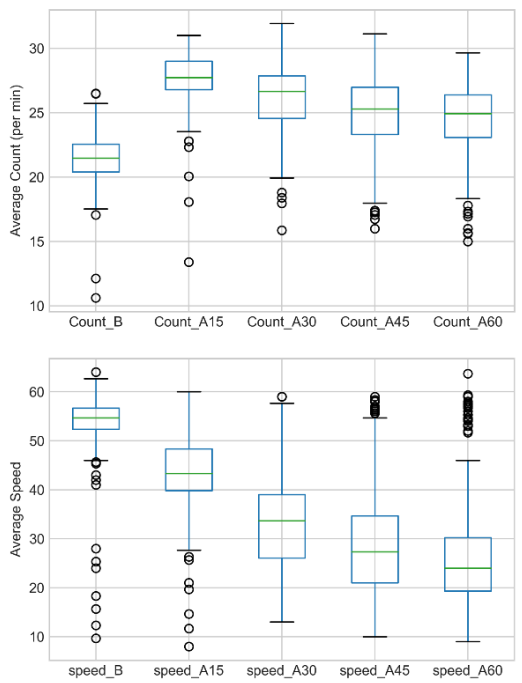 Average Count (per min)
30
25
20
15
10
Count_B Count_A15 Count_A30 Count_A45 Count_A60
Average Speed
60
50
40
30
20
10
speed_B speed_A15 speed_A30 speed_A45 speed_A60